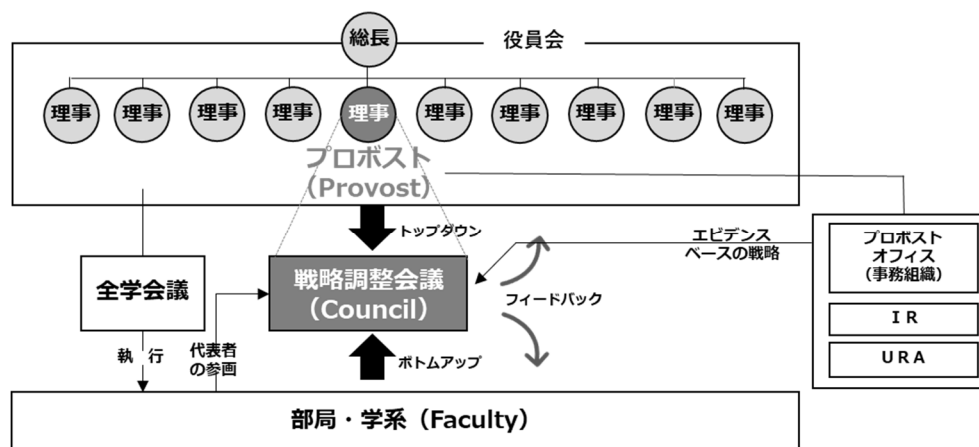 総長
役員会
理事
理事
理事
理事
理事
理事
理事
理事
理事
理事
プロボスト
(Provost)
トップダウン
エビデンス
ベースの戦略
プロボスト
オフィス
(事務組織)
IR
URA
全学会議
戦略調整会議
(Council)
フィードバック
執 行
代表者
の参画
ボトムアップ
部局・学系(Faculty)